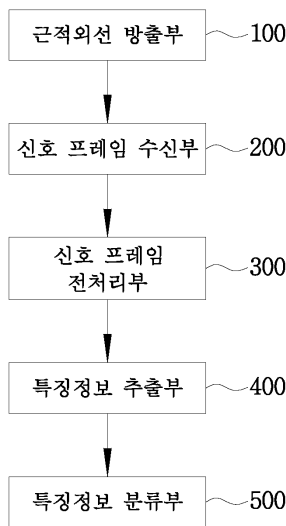 근적외선 방출부 100
신호 프레임 수신부 200
신호 프레임
전처리부 300
특징정보 추출부 400
특징정보 분류부 500